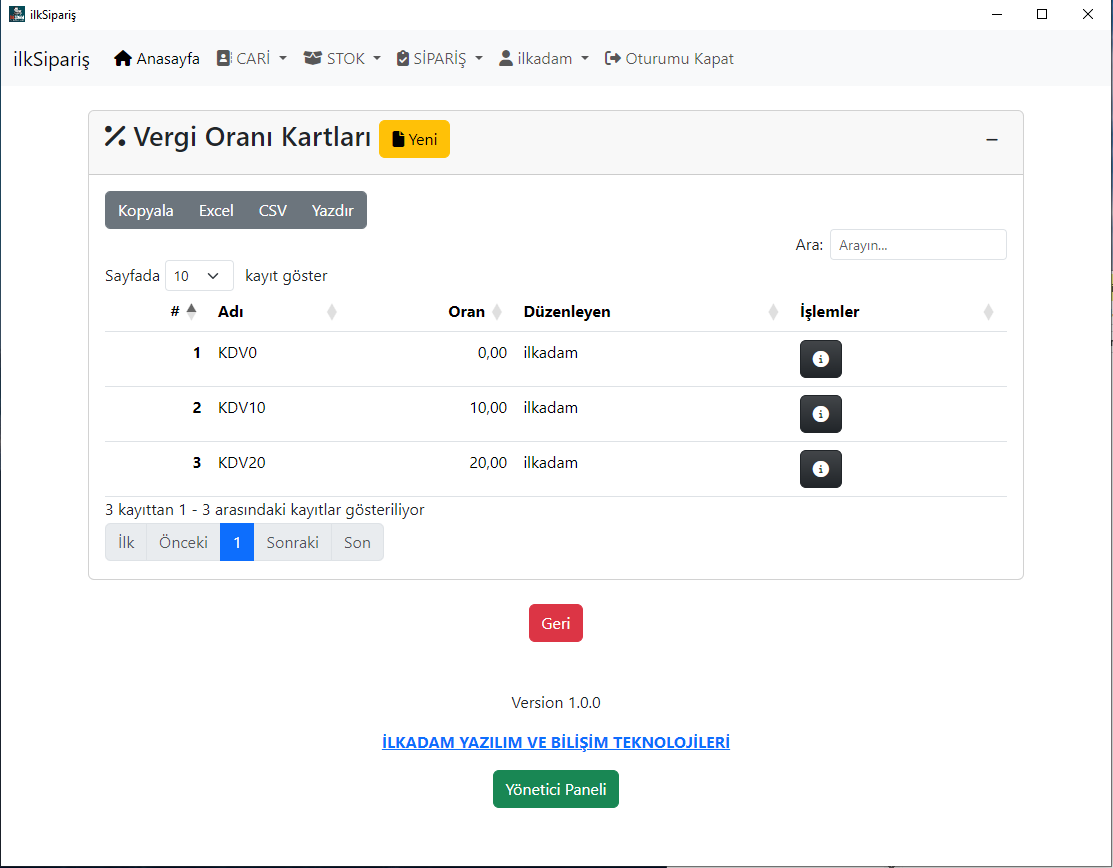 ilkSipariş
ilkSipariş Anasayfa CARİ STOK SİPARİŞ ilkadam Oturumu Kapat
Vergi Oranı Kartları Yeni
Kopyala Excel CSV Yazdır
Ara: Arayın...
Sayfada 10 kayıt göster
# Adı Oran Düzenleyen İşlemler
1 KDV0 0,00 ilkadam
2 KDV10 10,00 ilkadam
3 KDV20 20,00 ilkadam
3 kayıttan 1 - 3 arasındaki kayıtlar gösteriliyor
İlk Önceki 1 Sonraki Son
Geri
Version 1.0.0
İLKADAM YAZILIM VE BİLİŞİM TEKNOLOJİLERİ
Yönetici Paneli